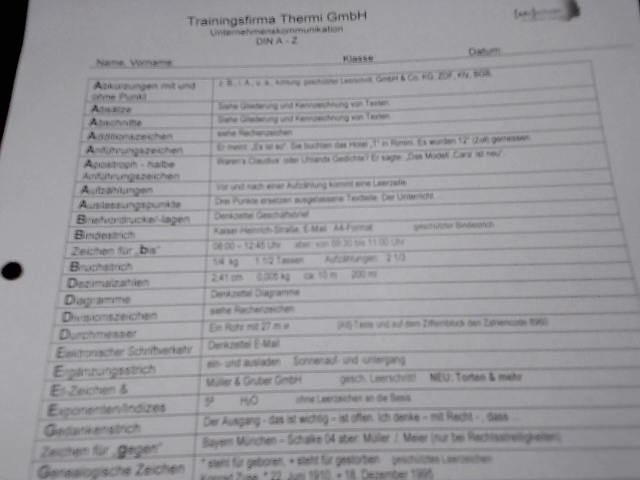 Trainingsfirma Thermi GmbH
Unternehmenskommunikation
DIN A - Z
Name, Vorname: Klasse Datum:
Abkürzungen mit und ohne Punkt z. B., i. A., u. a., Achtung: geschützter Leerschritt, GmbH & Co. KG, ZDF, KN, BGB
Absätze Siehe Gliederung und Kennzeichnung von Texten.
Abschnitte Siehe Gliederung und Kennzeichnung von Texten.
Additionszeichen siehe Rechenzeichen
Anführungszeichen Er meint: „Es ist so“. Sie buchten das Hotel „T“ in Rimini. Es wurden 12" (Zoll) gemessen.
Apostroph - halbe Anführungszeichen Waren's Claudius' oder Uhlands Gedichte? Er sagte: „Das Modell ‚Cara‘ ist neu“.
Aufzählungen Vor und nach einer Aufzählung kommt eine Leerzeile.
Auslassungspunkte Drei Punkte ersetzen ausgelassene Textteile. Der Unterricht ...
Briefvordrucke/-lagen Denkzettel Geschäftsbrief
Bindestrich Kaiser-Heinrich-Straße, E-Mail A4-Format geschützter Bindestrich
Zeichen für „bis“ 08:00 – 12:45 Uhr aber: von 09:30 bis 11:00 Uhr
Bruchstrich 1/4 kg 1 1/2 Tassen Aufzählungen: 2 1/3
Dezimalzahlen 2,41 cm 0,005 kg ca. 10 m 200 ml
Diagramme Denkzettel Diagramme
Divisionszeichen siehe Rechenzeichen
Durchmesser Ein Rohr mit 27 m ø (Alt)-Taste und auf dem Ziffernblock den Zahlencode
Elektronischer Schriftverkehr Denkzettel E-Mail
Ergänzungsstrich ein- und ausladen Sonnenauf- und -untergang
Et-Zeichen & Müller & Gruber GmbH gesch. Leerschritt! NEU: Torten & mehr
Exponenten/Indizes 5² H₂O ohne Leerzeichen an die Basis
Gedankenstrich Der Ausgang - das ist wichtig – ist offen. Ich denke – mit Recht - , dass ...
Zeichen für „gegen“ Bayern München – Schalke 04 aber: Müller ./. Meier (nur bei Rechtsstreitigkeiten)
Genealogische Zeichen * steht für geboren, + steht für gestorben geschütztes Leerzeichen
Konrad Zuse, * 22. Juni 1910, + 18. Dezember 1995